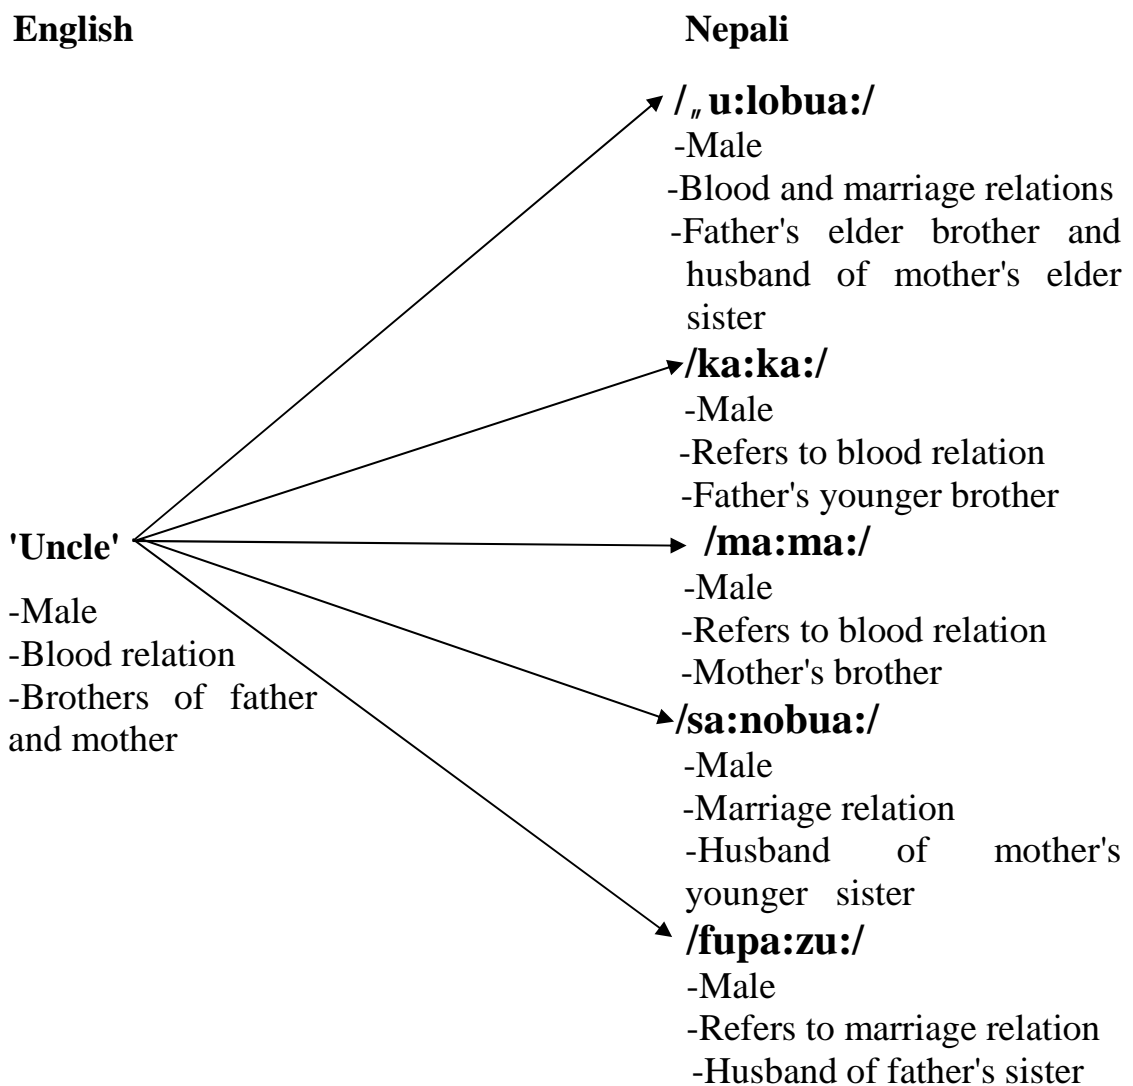 English
Nepali
/〃u:lobua:/
-Male
-Blood and marriage relations
-Father's elder brother and
husband of mother's elder
sister
/ka:ka:/
-Male
-Refers to blood relation
-Father's younger brother
'Uncle'
-Male
-Blood relation
-Brothers of father
and mother
/ma:ma:/
-Male
-Refers to blood relation
-Mother's brother
/sa:nobua:/
-Male
-Marriage relation
-Husband of mother's
younger sister
/fupa:zu:/
-Male
-Refers to marriage relation
-Husband of father's sister